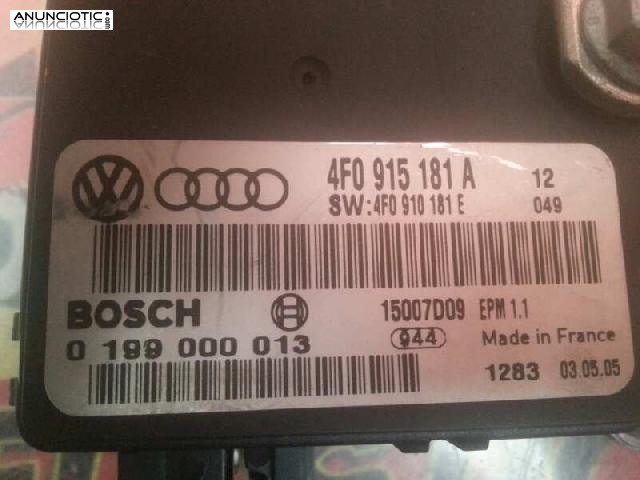 ANUNCIOTIC.com
4F0 915 181 A 12
SW:4F0 910 181 E 049
BOSCH 15007D09 EPM 1.1
0 199 000 013 944 Made in France
1283 03.05.05